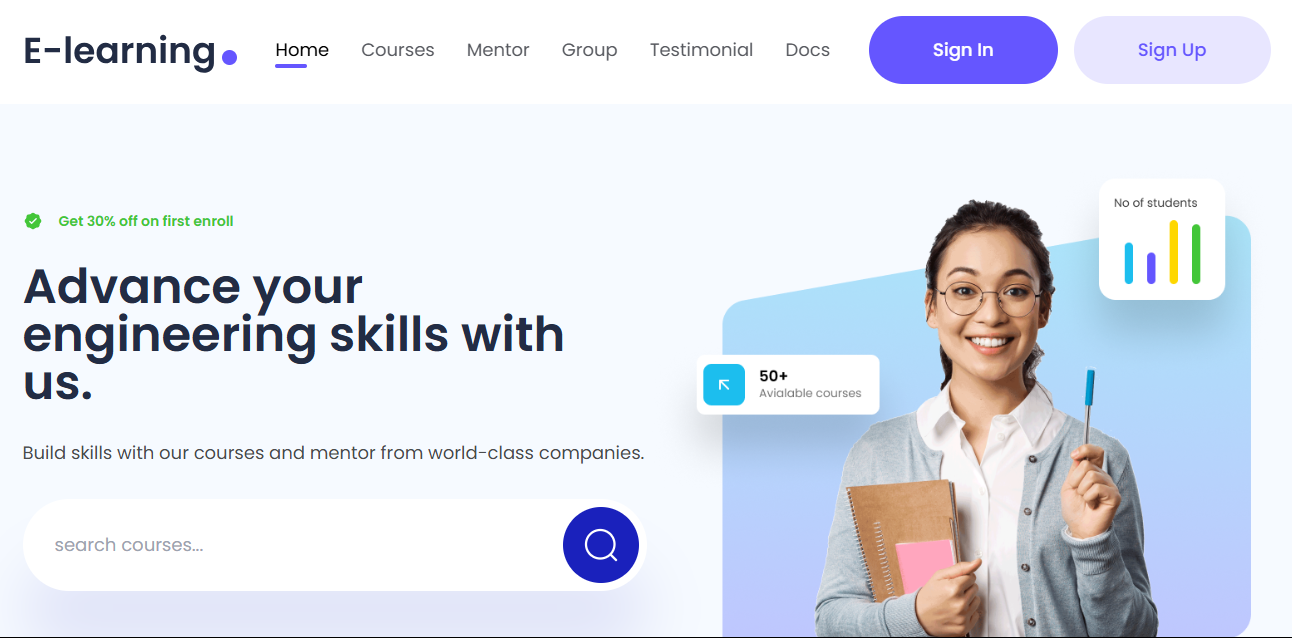 E-learning
Home Courses Mentor Group Testimonial Docs Sign In Sign Up
Get 30% off on first enroll
Advance your
engineering skills with
us.
Build skills with our courses and mentor from world-class companies.
search courses...
No of students
50+
Avialable courses